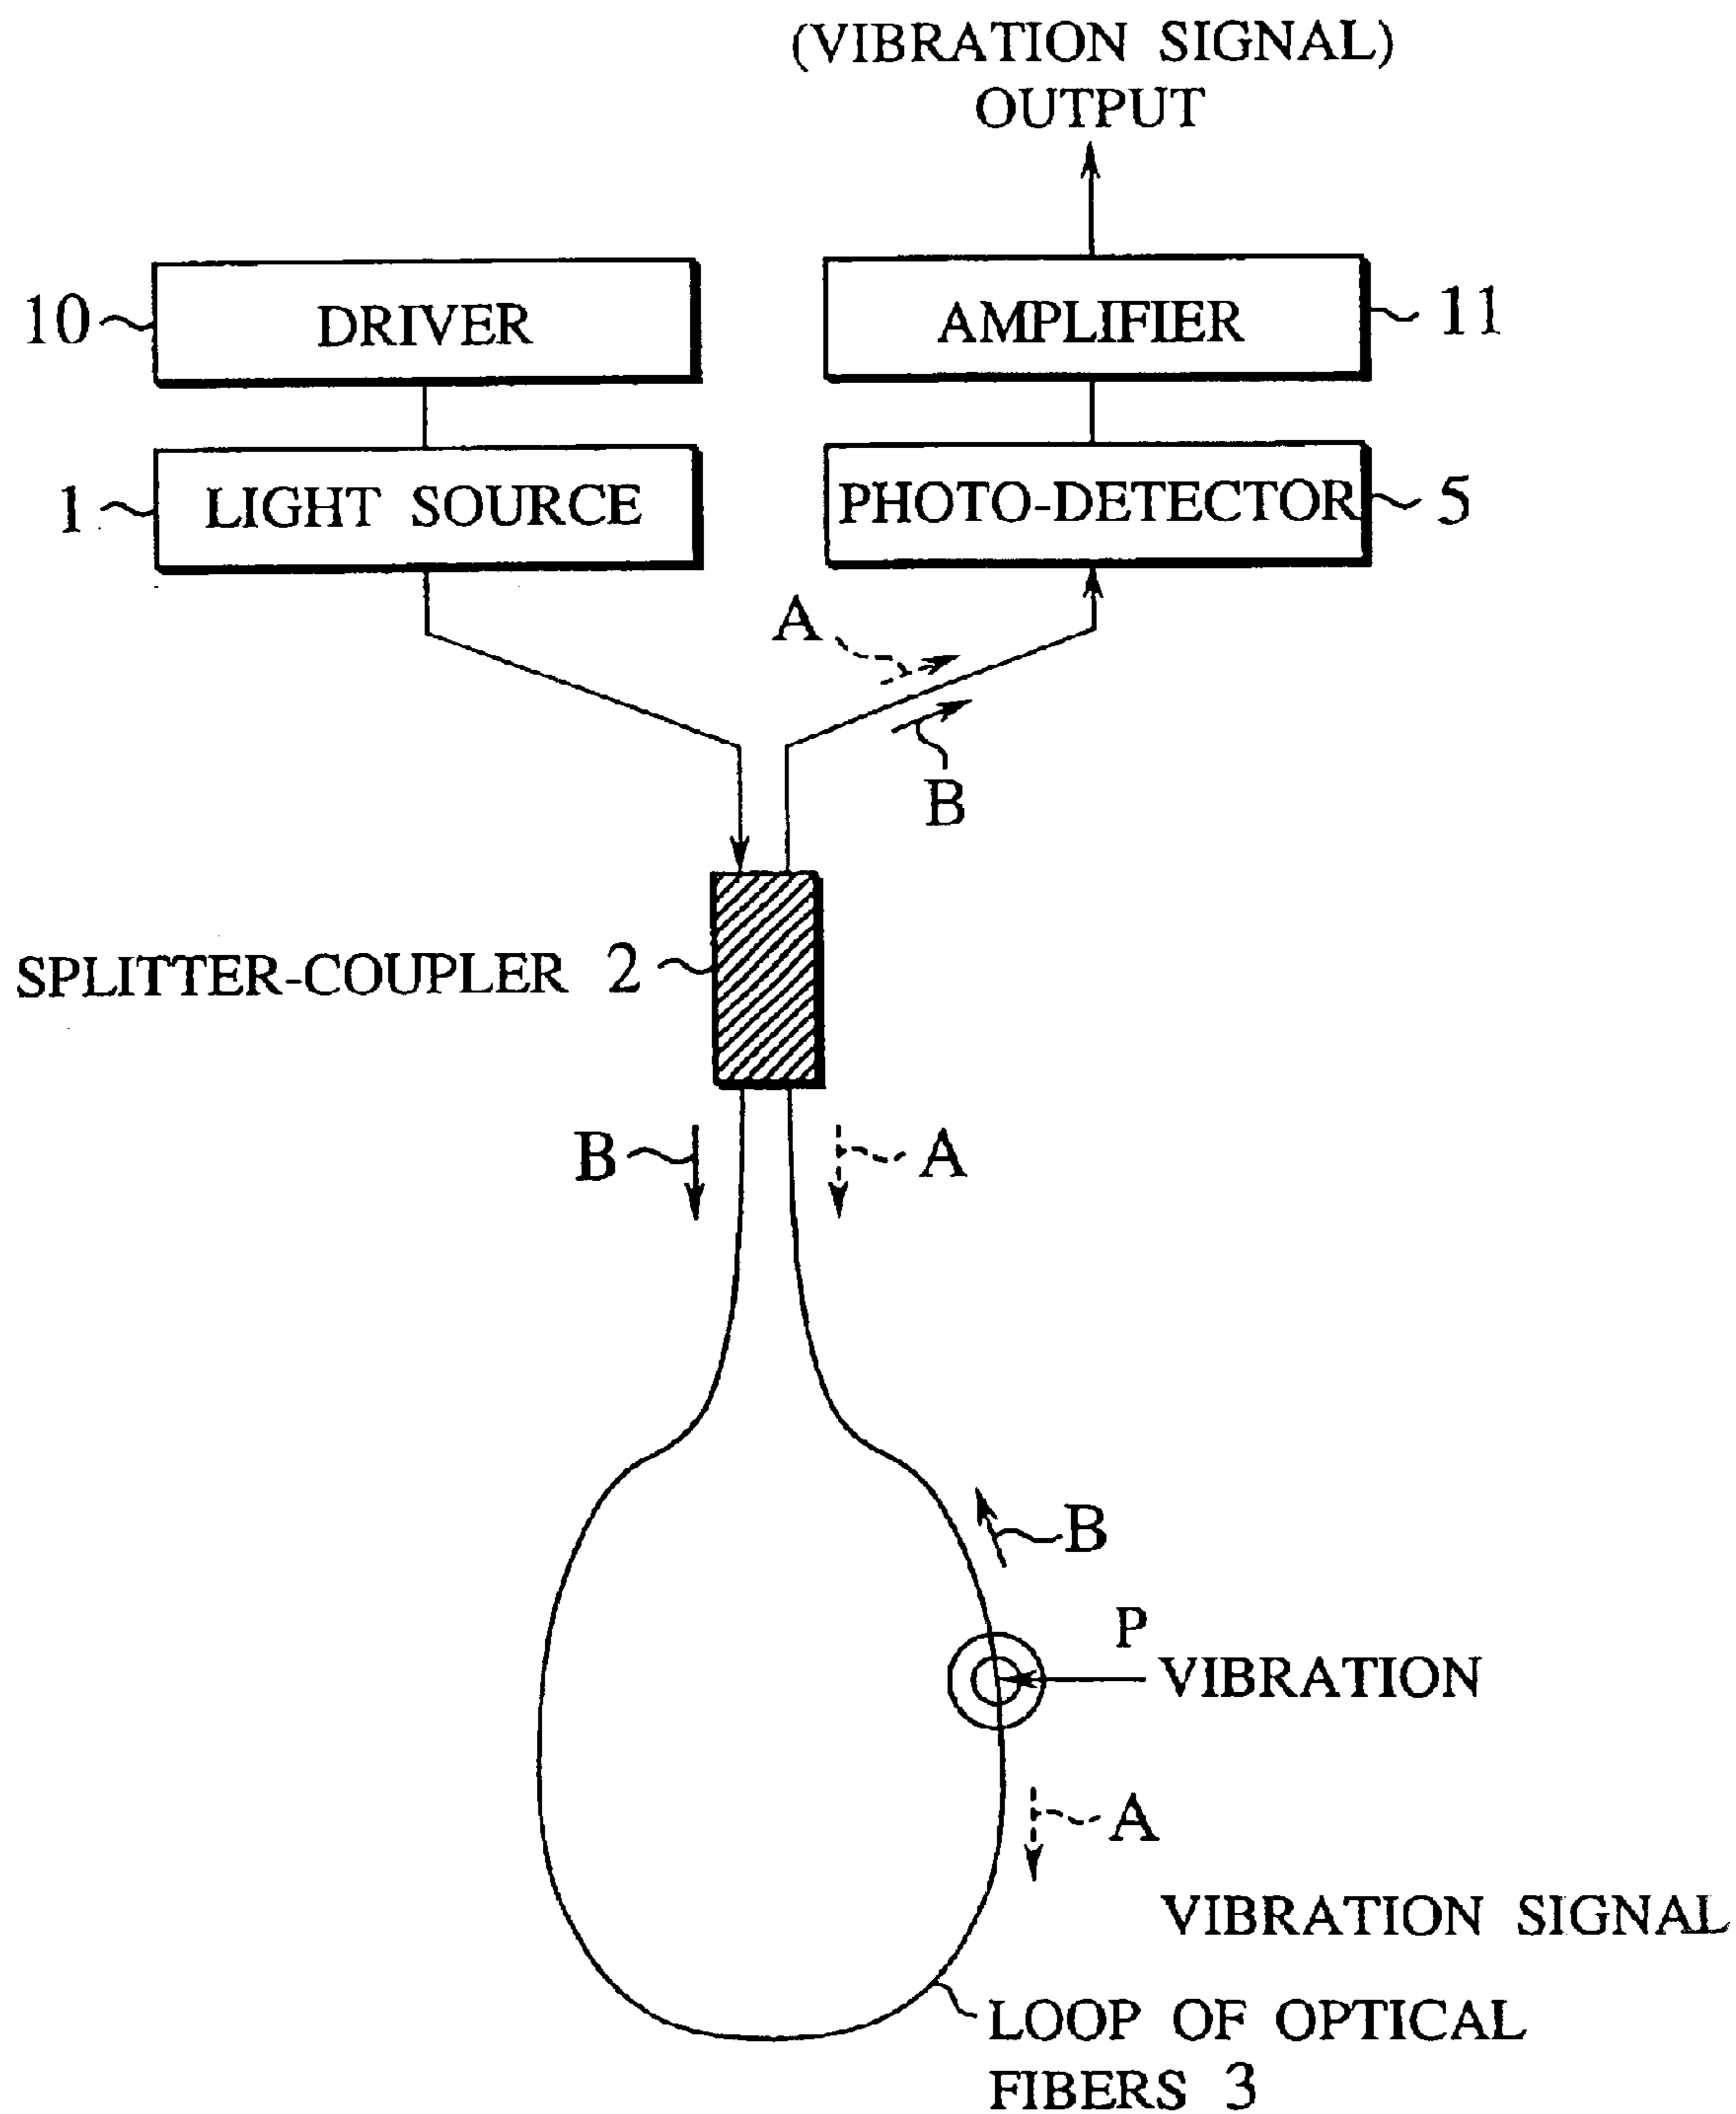 (VIBRATION SIGNAL)
OUTPUT
10 DRIVER
AMPLIFIER 11
1 LIGHT SOURCE
PHOTO-DETECTOR 5
A
B
SPLITTER-COUPLER 2
B
A
B
P
VIBRATION
A
VIBRATION SIGNAL
LOOP OF OPTICAL
FIBERS 3